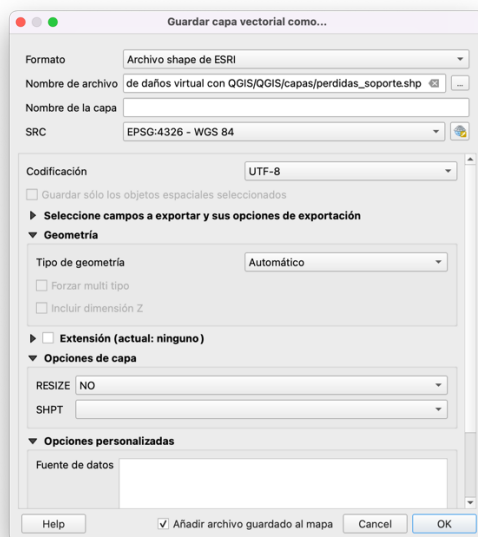 Guardar capa vectorial como...
Formato Archivo shape de ESRI
Nombre de archivo de daños virtual con QGIS/QGIS/capas/perdidas_soporte.shp ...
Nombre de la capa
SRC EPSG:4326 - WGS 84
Codificación UTF-8
Guardar sólo los objetos espaciales seleccionados
Seleccione campos a exportar y sus opciones de exportación
Geometría
Tipo de geometría Automático
Forzar multi tipo
Incluir dimensión Z
Extensión (actual: ninguno)
Opciones de capa
RESIZE NO
SHPT
Opciones personalizadas
Fuente de datos
Help Añadir archivo guardado al mapa Cancel OK